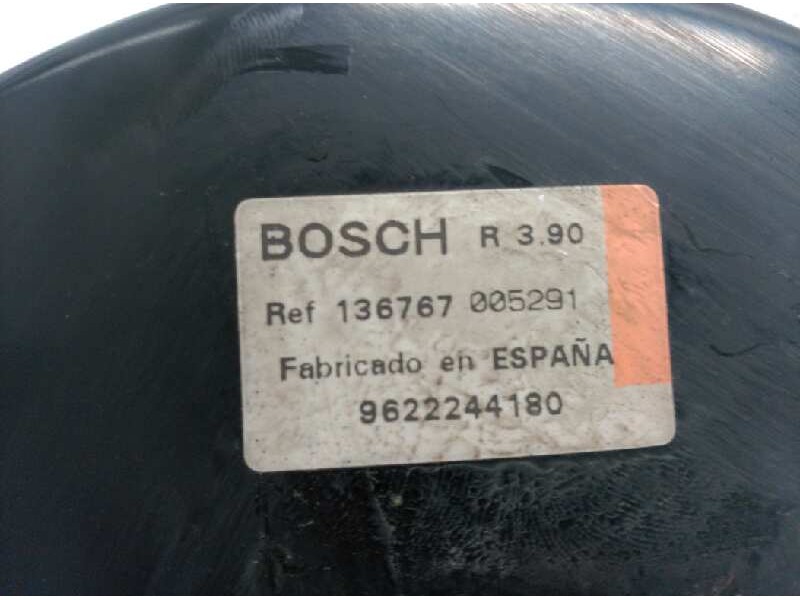 BOSCH R 3.90
Ref 136767 005291
Fabricado en ESPAÑA
9622244180